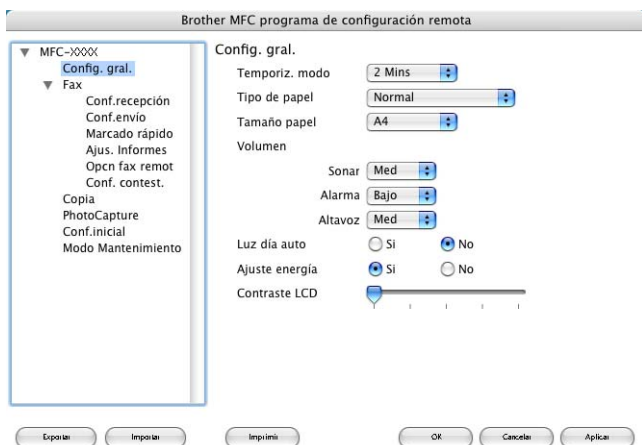 Brother MFC programa de configuración remota
MFC-XXXX
Config. gral.
Fax
Conf.recepción
Conf.envío
Marcado rápido
Ajus. Informes
Opcn fax remot
Conf. contest.
Copia
PhotoCapture
Conf.inicial
Modo Mantenimiento
Config. gral.
Temporiz. modo 2 Mins
Tipo de papel Normal
Tamaño papel A4
Volumen
Sonar Med
Alarma Bajo
Altavoz Med
Luz día auto Si No
Ajuste energía Si No
Contraste LCD
Exportar Importar Imprimir OK Cancelar Aplicar